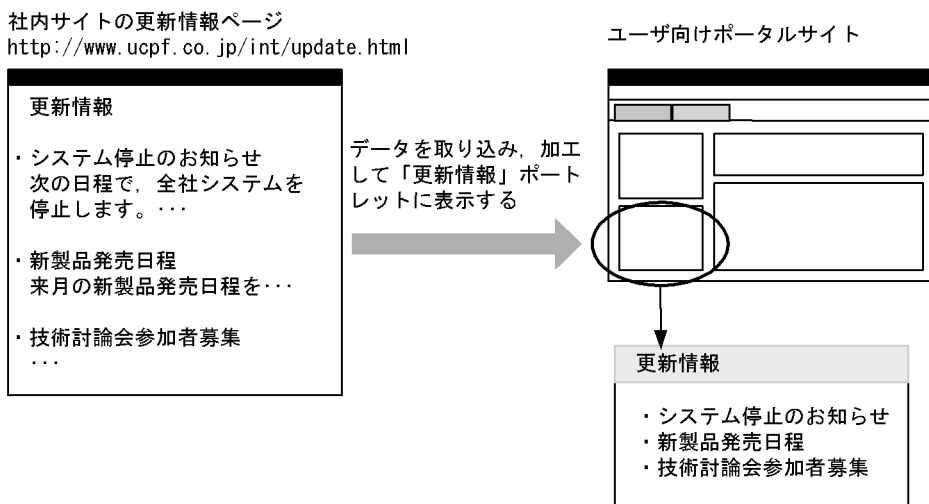 社内サイトの更新情報ページ
http://www.ucpf.co.jp/int/update.html
更新情報
・システム停止のお知らせ
次の日程で，全社システムを
停止します。･･･
・新製品発売日程
来月の新製品発売日程を･･･
・技術討論会参加者募集
･･･
データを取り込み，加工
して「更新情報」ポート
レットに表示する
ユーザ向けポータルサイト
更新情報
・システム停止のお知らせ
・新製品発売日程
・技術討論会参加者募集